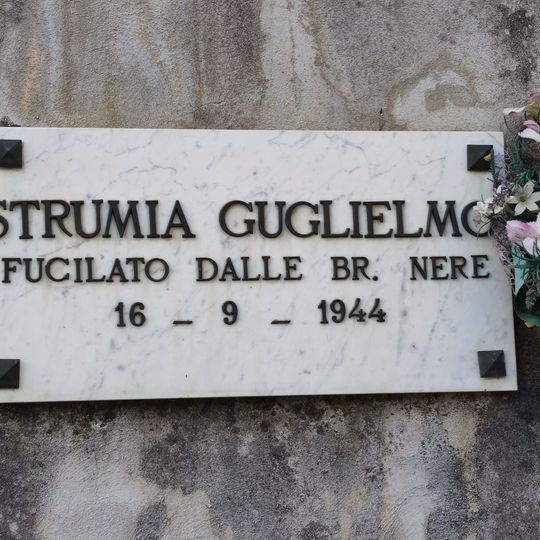 STRUMIA GUGLIELMO
FUCILATO DALLE BR. NERE
16 - 9 - 1944